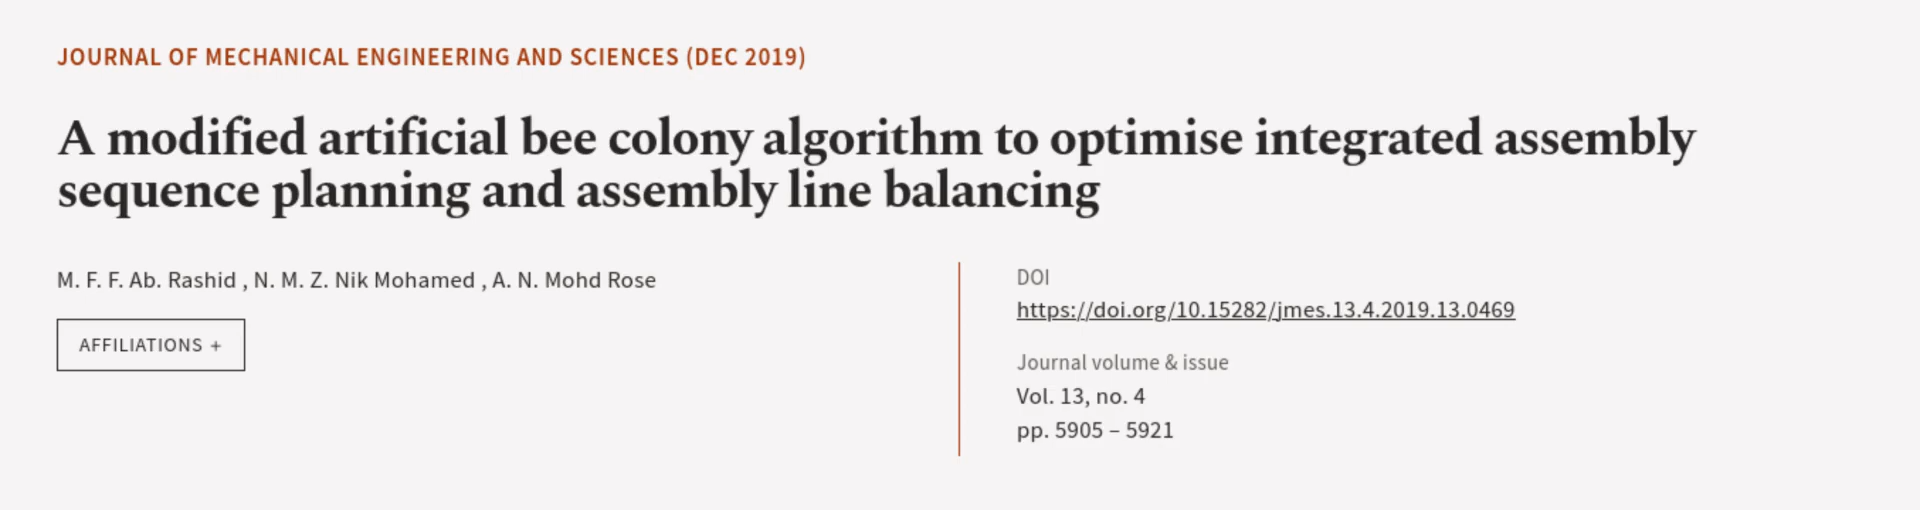 JOURNAL OF MECHANICAL ENGINEERING AND SCIENCES (DEC 2019)
A modified artificial bee colony algorithm to optimise integrated assembly
sequence planning and assembly line balancing
M. F. F. Ab. Rashid , N. M. Z. Nik Mohamed , A. N. Mohd Rose
AFFILIATIONS +
DOI
https://doi.org/10.15282/jmes.13.4.2019.13.0469
Journal volume & issue
Vol. 13, no. 4
pp. 5905 – 5921